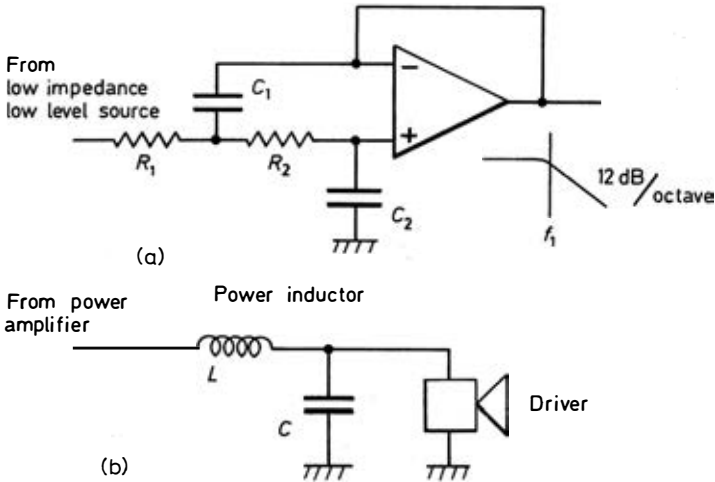 From
low impedance
low level source
C1
R1
R2
C2
−
+
12 dB/octave
f1
(a)
From power
amplifier
Power inductor
L
C
Driver
(b)